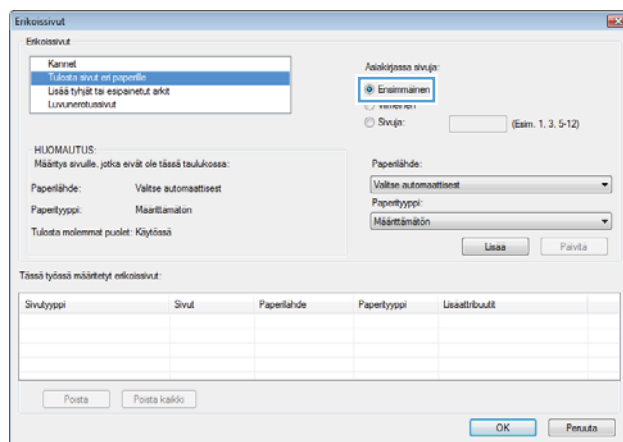 Erikoissivut
Erikoissivut
Kannet
Tulosta sivut eri paperille
Lisää tyhjät tai esipainetut arkit
Luvunerotussivut
Asiakirjassa sivuja:
Ensimmäinen
Viimeinen
Sivuja:
(Esim. 1, 3, 5-12)
HUOMAUTUS:
Määritys sivuille, jotka eivät ole tässä taulukossa:
Paperilähde: Valitse automaattisest
Paperityyppi: Määrittämätön
Tulosta molemmat puolet: Käytössä
Paperilähde:
Valitse automaattisest
Paperityyppi:
Määrittämätön
Lisää Päivitä
Tässä työssä määritetyt erikoissivut:
Sivutyyppi Sivut Paperilähde Paperityyppi Lisäattribuutit
Poista Poista kaikki
OK Peruuta